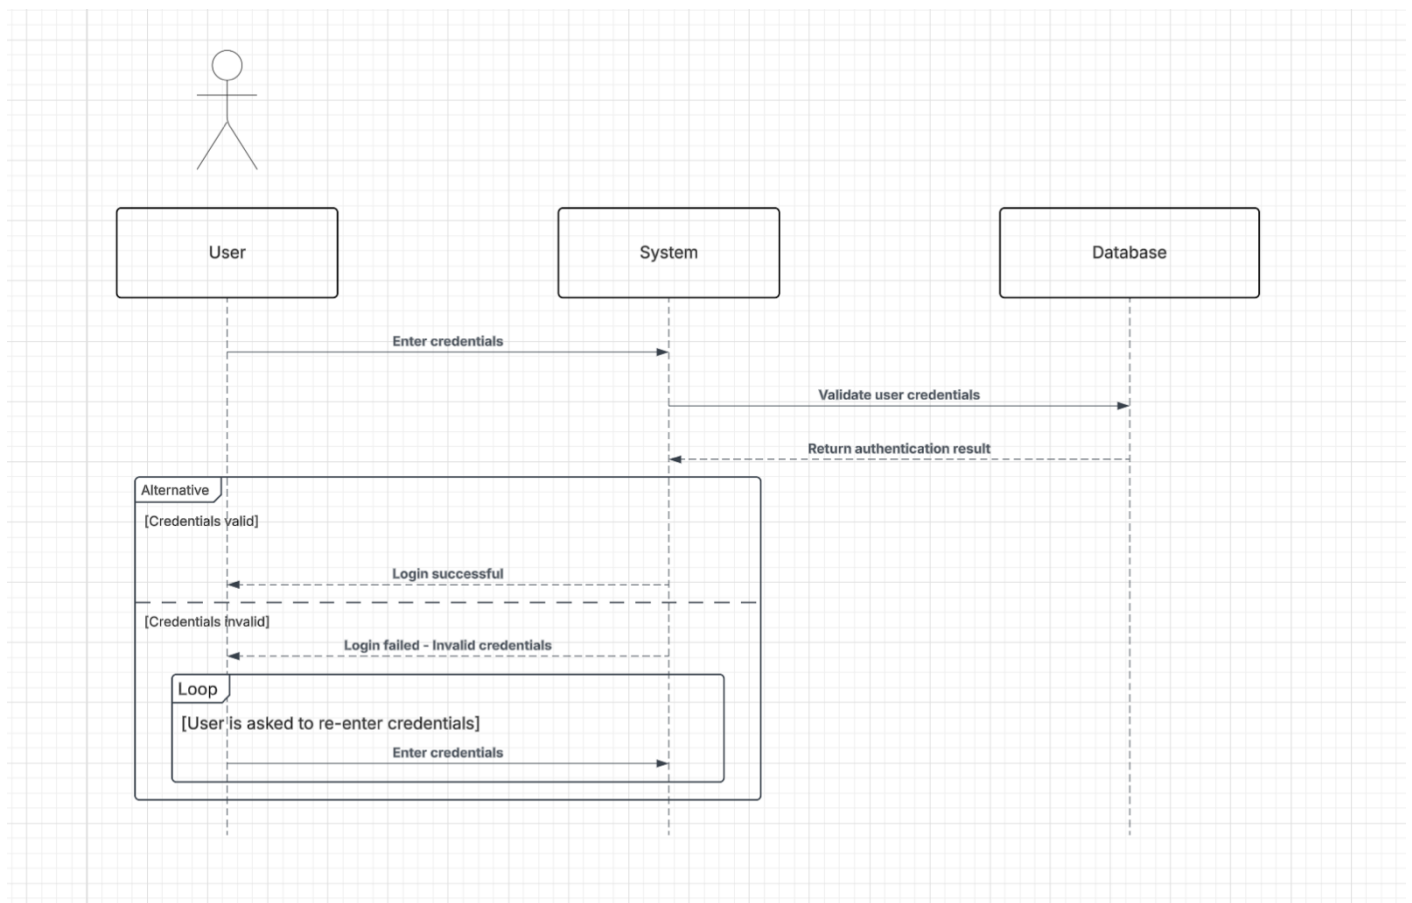 User
System
Database
Enter credentials
Validate user credentials
Return authentication result
Alternative
[Credentials valid]
Login successful
[Credentials invalid]
Login failed - Invalid credentials
Loop
[User is asked to re-enter credentials]
Enter credentials